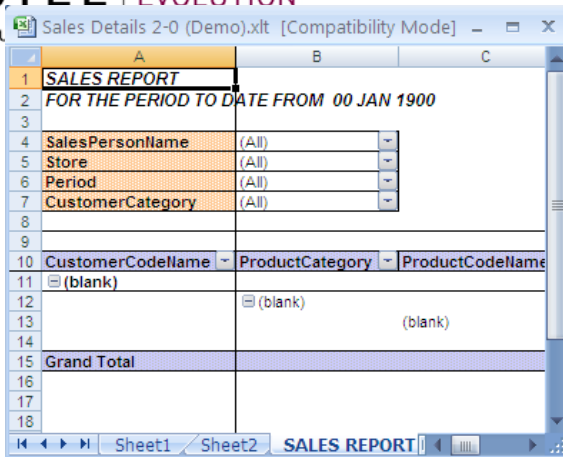 EVOLUTION
Sales Details 2-0 (Demo).xlt [Compatibility Mode]
A B C
1 SALES REPORT
2 FOR THE PERIOD TO DATE FROM 00 JAN 1900
3
4 SalesPersonName (All)
5 Store (All)
6 Period (All)
7 CustomerCategory (All)
8
9
10 CustomerCodeName ProductCategory ProductCodeName
11 (blank)
12 (blank)
13 (blank)
14
15 Grand Total
16
17
18
Sheet1 Sheet2 SALES REPORT